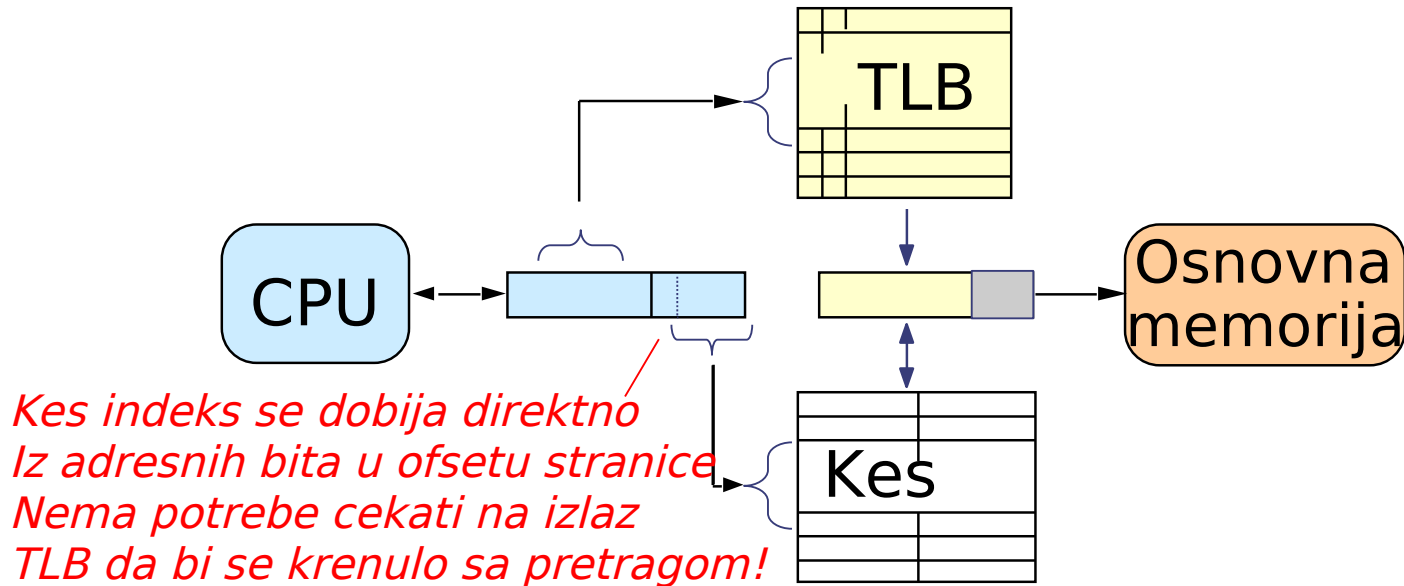 TLB
CPU
Osnovna
memorija
Kes indeks se dobija direktno
Iz adresnih bita u ofsetu stranice
Nema potrebe cekati na izlaz
TLB da bi se krenulo sa pretragom!
Kes